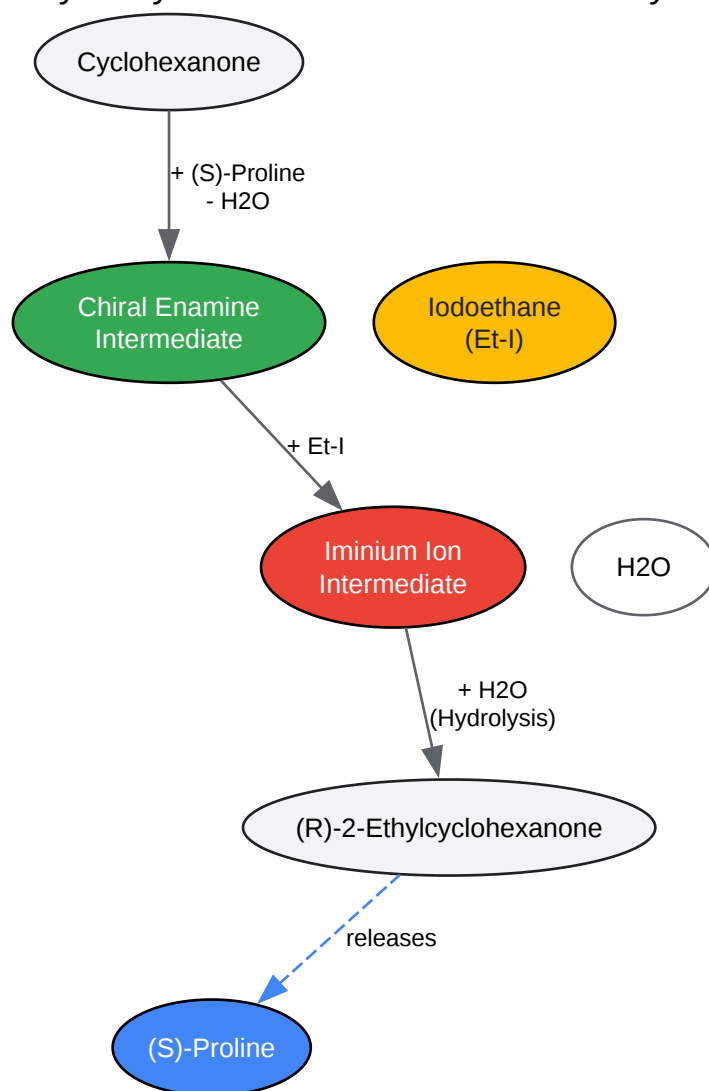 Cyclohexanone
+ (S)-Proline
- H2O
Chiral Enamine
Intermediate
Iodoethane
(Et-I)
+ Et-I
Iminium Ion
Intermediate
H2O
+ H2O
(Hydrolysis)
(R)-2-Ethylcyclohexanone
releases
(S)-Proline